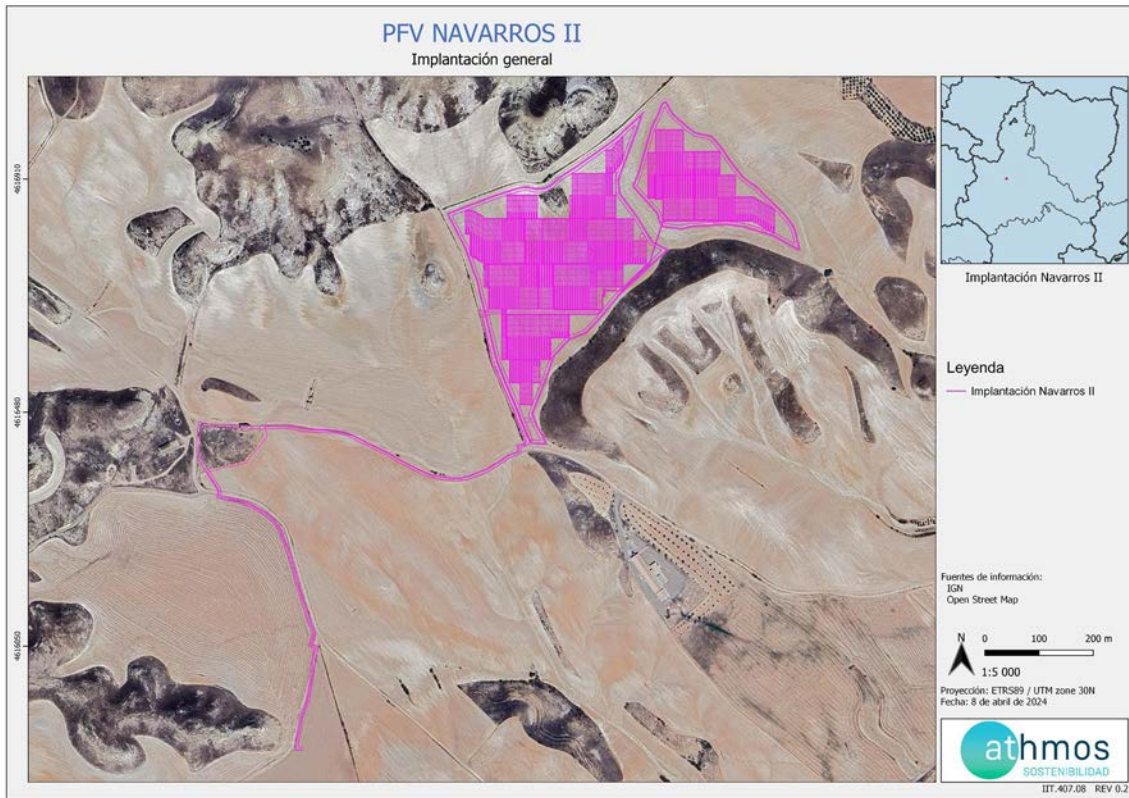 PFV NAVARROS II
Implantación general
4616910
4616480
4616050
Implantación Navarros II
Leyenda
Implantación Navarros II
Fuentes de información:
IGN
Open Street Map
N
0 100 200 m
1:5 000
Proyección: ETRS89 / UTM zone 30N
Fecha: 8 de abril de 2024
athmos
SOSTENIBILIDAD
IIT.407.08 REV 0.2